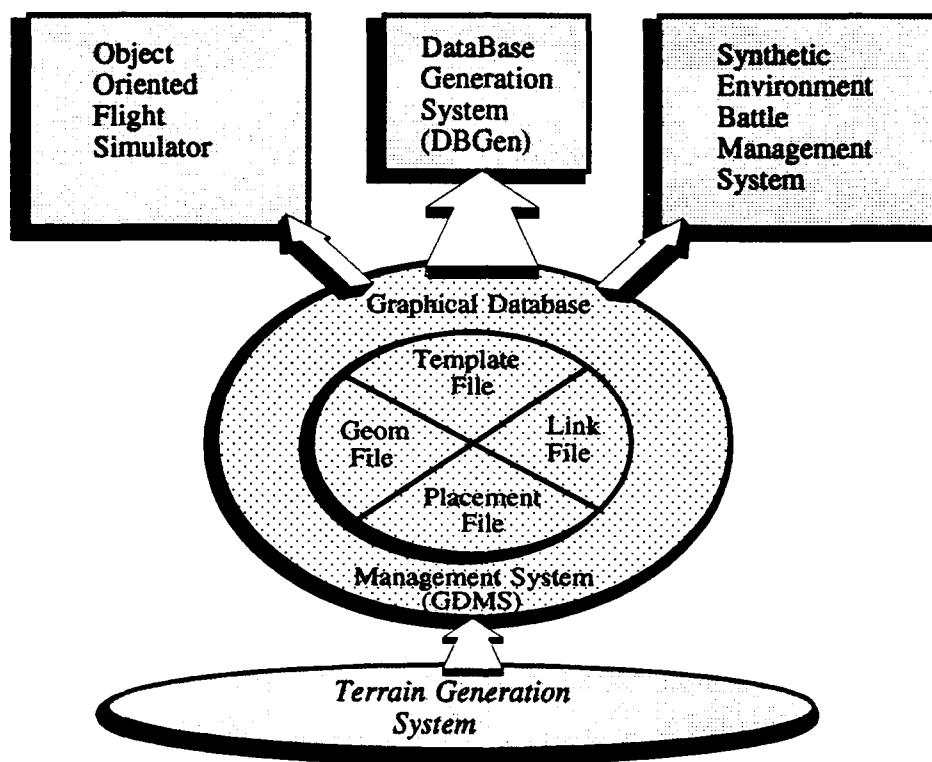 Object
Oriented
Flight
Simulator
DataBase
Generation
System
(DBGen)
Synthetic
Environment
Battle
Management
System
Graphical Database
Template
File
Geom
File
Link
File
Placement
File
Management System
(GDMS)
Terrain Generation
System